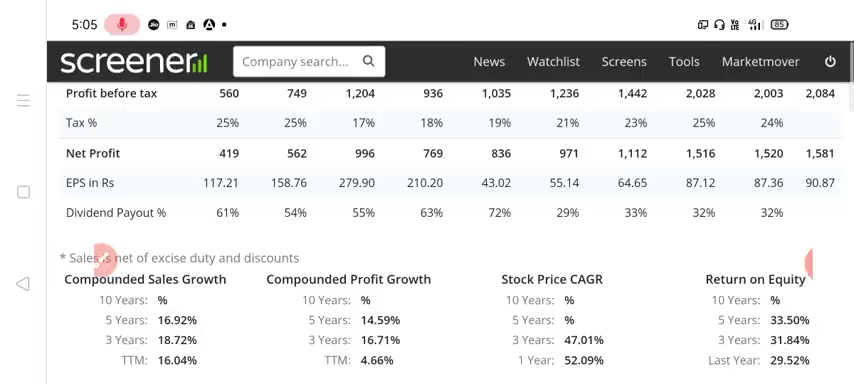 5:05 Jio m A • Vo LTE 4G 85
screener Company search... News Watchlist Screens Tools Marketmover
Profit before tax 560 749 1,204 936 1,035 1,236 1,442 2,028 2,003 2,084
Tax % 25% 25% 17% 18% 19% 21% 23% 25% 24%
Net Profit 419 562 996 769 836 971 1,112 1,516 1,520 1,581
EPS in Rs 117.21 158.76 279.90 210.20 43.02 55.14 64.65 87.12 87.36 90.87
Dividend Payout % 61% 54% 55% 63% 72% 29% 33% 32% 32%
* Sales is net of excise duty and discounts
Compounded Sales Growth Compounded Profit Growth Stock Price CAGR Return on Equity
10 Years: % 10 Years: % 10 Years: % 10 Years: %
5 Years: 16.92% 5 Years: 14.59% 5 Years: % 5 Years: 33.50%
3 Years: 18.72% 3 Years: 16.71% 3 Years: 47.01% 3 Years: 31.84%
TTM: 16.04% TTM: 4.66% 1 Year: 52.09% Last Year: 29.52%